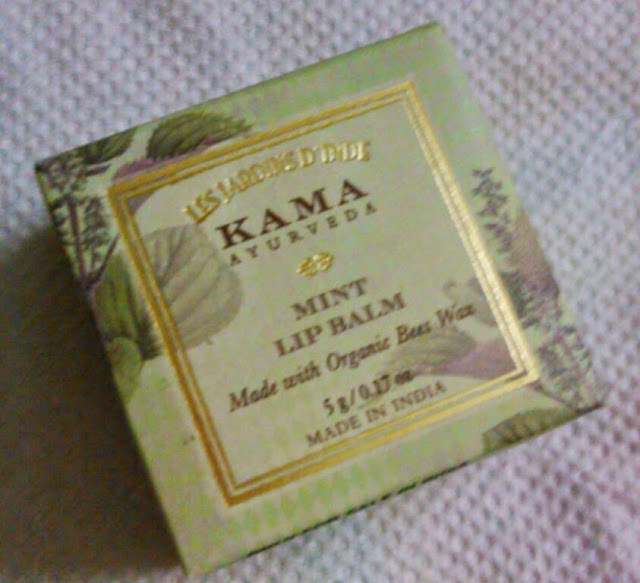 LES JARDINS D'INDE
KAMA
AYURVEDA
MINT
LIP BALM
Made with Organic Bees Wax
5 g/0.17 oz
MADE IN INDIA